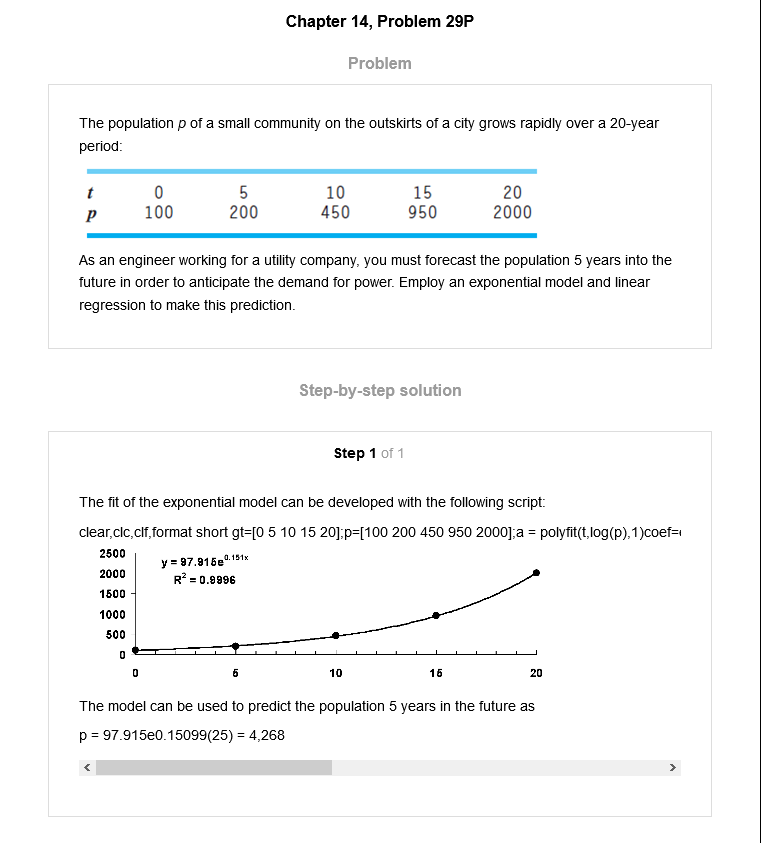 Chapter 14, Problem 29P
Problem
The population p of a small community on the outskirts of a city grows rapidly over a 20-year
period:
t 0 5 10 15 20
p 100 200 450 950 2000
As an engineer working for a utility company, you must forecast the population 5 years into the
future in order to anticipate the demand for power. Employ an exponential model and linear
regression to make this prediction.
Step-by-step solution
Step 1 of 1
The fit of the exponential model can be developed with the following script:
clear,clc,clf,format short gt=[0 5 10 15 20];p=[100 200 450 950 2000];a = polyfit(t,log(p),1)coef=
2500
y = 97.915e^0.151x
2000
R² = 0.9996
1500
1000
500
0
0 5 10 15 20
The model can be used to predict the population 5 years in the future as
p = 97.915e0.15099(25) = 4,268